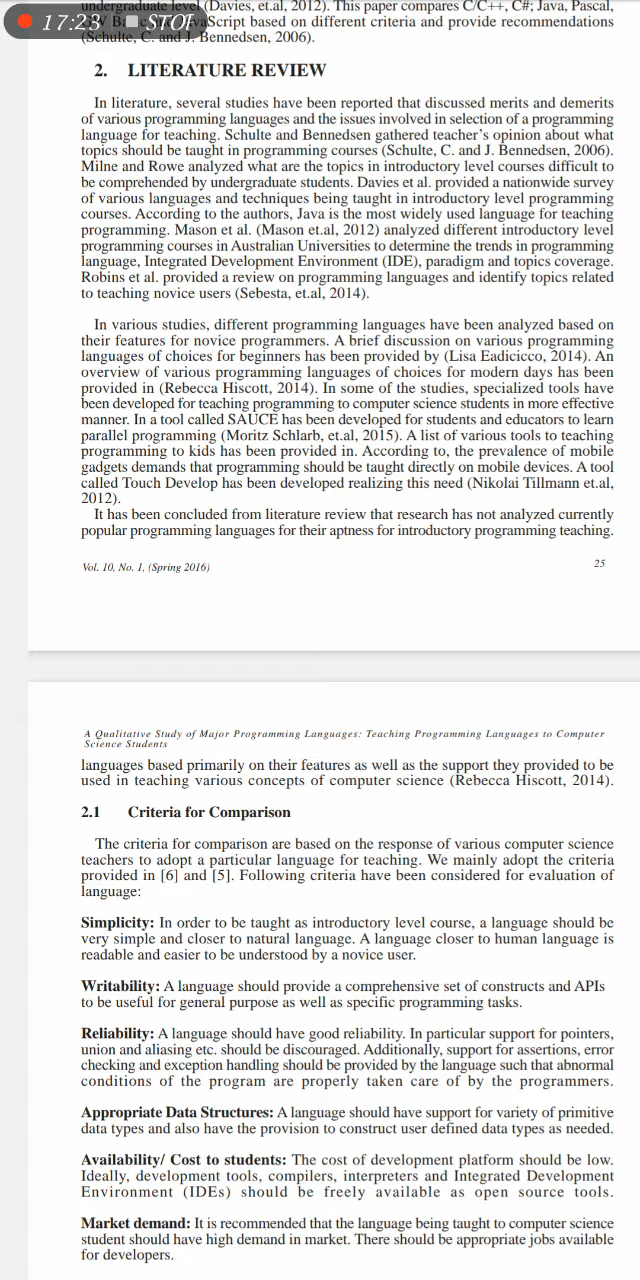 undergraduate level (Davies, et.al, 2012). This paper compares C/C++, C#; Java, Pascal,
17:28 STOP
JavaScript based on different criteria and provide recommendations
(Schulte, C. and J. Bennedsen, 2006).
2. LITERATURE REVIEW
In literature, several studies have been reported that discussed merits and demerits
of various programming languages and the issues involved in selection of a programming
language for teaching. Schulte and Bennedsen gathered teacher's opinion about what
topics should be taught in programming courses (Schulte, C. and J. Bennedsen, 2006).
Milne and Rowe analyzed what are the topics in introductory level courses difficult to
be comprehended by undergraduate students. Davies et al. provided a nationwide survey
of various languages and techniques being taught in introductory level programming
courses. According to the authors, Java is the most widely used language for teaching
programming. Mason et al. (Mason et.al, 2012) analyzed different introductory level
programming courses in Australian Universities to determine the trends in programming
language, Integrated Development Environment (IDE), paradigm and topics coverage.
Robins et al. provided a review on programming languages and identify topics related
to teaching novice users (Sebesta, et.al, 2014).
In various studies, different programming languages have been analyzed based on
their features for novice programmers. A brief discussion on various programming
languages of choices for beginners has been provided by (Lisa Eadicicco, 2014). An
overview of various programming languages of choices for modern days has been
provided in (Rebecca Hiscott, 2014). In some of the studies, specialized tools have
been developed for teaching programming to computer science students in more effective
manner. In a tool called SAUCE has been developed for students and educators to learn
parallel programming (Moritz Schlarb, et.al, 2015). A list of various tools to teaching
programming to kids has been provided in. According to, the prevalence of mobile
gadgets demands that programming should be taught directly on mobile devices. A tool
called Touch Develop has been developed realizing this need (Nikolai Tillmann et.al,
2012).
It has been concluded from literature review that research has not analyzed currently
popular programming languages for their aptness for introductory programming teaching.
Vol. 10, No. 1, (Spring 2016)
25
A Qualitative Study of Major Programming Languages: Teaching Programming Languages to Computer
Science Students
languages based primarily on their features as well as the support they provided to be
used in teaching various concepts of computer science (Rebecca Hiscott, 2014).
2.1 Criteria for Comparison
The criteria for comparison are based on the response of various computer science
teachers to adopt a particular language for teaching. We mainly adopt the criteria
provided in [6] and [5]. Following criteria have been considered for evaluation of
language:
Simplicity: In order to be taught as introductory level course, a language should be
very simple and closer to natural language. A language closer to human language is
readable and easier to be understood by a novice user.
Writability: A language should provide a comprehensive set of constructs and APIs
to be useful for general purpose as well as specific programming tasks.
Reliability: A language should have good reliability. In particular support for pointers,
union and aliasing etc. should be discouraged. Additionally, support for assertions, error
checking and exception handling should be provided by the language such that abnormal
conditions of the program are properly taken care of by the programmers.
Appropriate Data Structures: A language should have support for variety of primitive
data types and also have the provision to construct user defined data types as needed.
Availability/ Cost to students: The cost of development platform should be low.
Ideally, development tools, compilers, interpreters and Integrated Development
Environment (IDEs) should be freely available as open source tools.
Market demand: It is recommended that the language being taught to computer science
student should have high demand in market. There should be appropriate jobs available
for developers.